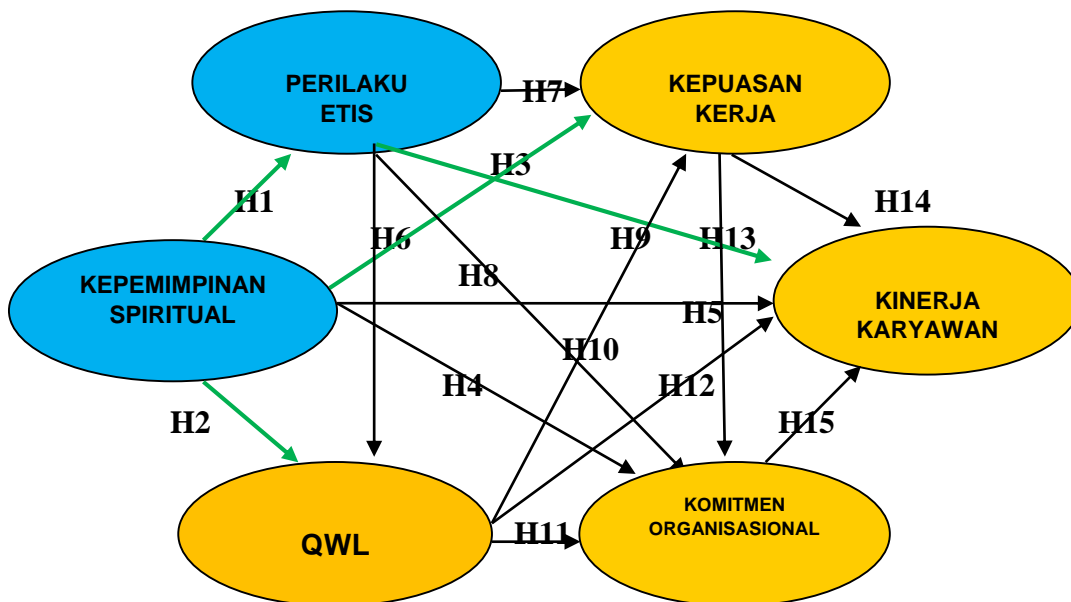 PERILAKU
ETIS
KEPUASAN
KERJA
H7
H3
H1
H14
H6
H9
H13
H8
KEPEMIMPINAN
SPIRITUAL
KINERJA
KARYAWAN
H5
H10
H4
H12
H2
H15
KOMITMEN
ORGANISASIONAL
QWL
H11